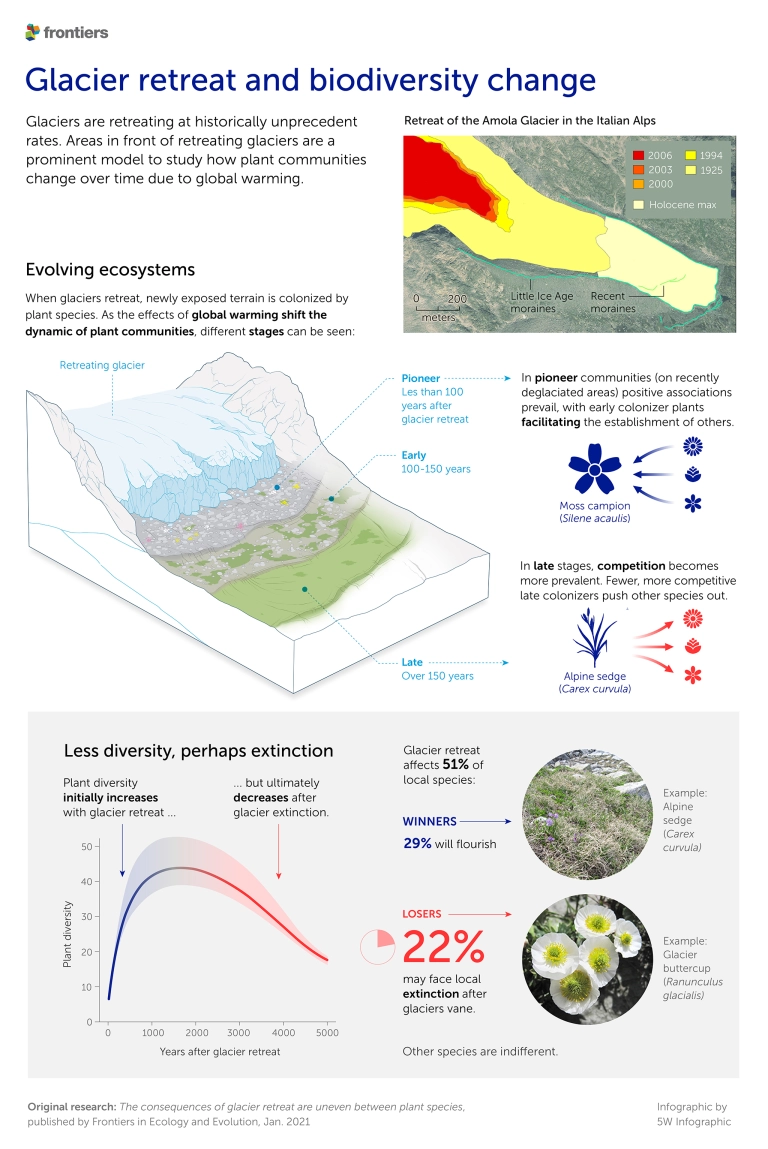 frontiers
Glacier retreat and biodiversity change
Glaciers are retreating at historically unprecedent
rates. Areas in front of retreating glaciers are a
prominent model to study how plant communities
change over time due to global warming.
Retreat of the Amola Glacier in the Italian Alps
2006
1994
2003
1925
2000
Holocene max
0
200
meters
Little Ice Age
moraines
Recent
moraines
Evolving ecosystems
When glaciers retreat, newly exposed terrain is colonized by
plant species. As the effects of global warming shift the
dynamic of plant communities, different stages can be seen:
Retreating glacier
Pioneer
Les than 100
years after
glacier retreat
Early
100-150 years
Late
Over 150 years
In pioneer communities (on recently
deglaciated areas) positive associations
prevail, with early colonizer plants
facilitating the establishment of others.
Moss campion
(Silene acaulis)
In late stages, competition becomes
more prevalent. Fewer, more competitive
late colonizers push other species out.
Alpine sedge
(Carex curvula)
Less diversity, perhaps extinction
Plant diversity
initially increases
with glacier retreat ...
... but ultimately
decreases after
glacier extinction.
Plant diversity
50
40
30
20
10
0
0 1000 2000 3000 4000 5000
Years after glacier retreat
Glacier retreat
affects 51% of
local species:
WINNERS
29% will flourish
Example:
Alpine
sedge
(Carex
curvula)
LOSERS
22%
may face local
extinction after
glaciers vane.
Example:
Glacier
buttercup
(Ranunculus
glacialis)
Other species are indifferent.
Original research: The consequences of glacier retreat are uneven between plant species,
published by Frontiers in Ecology and Evolution, Jan. 2021
Infographic by
5W Infographic